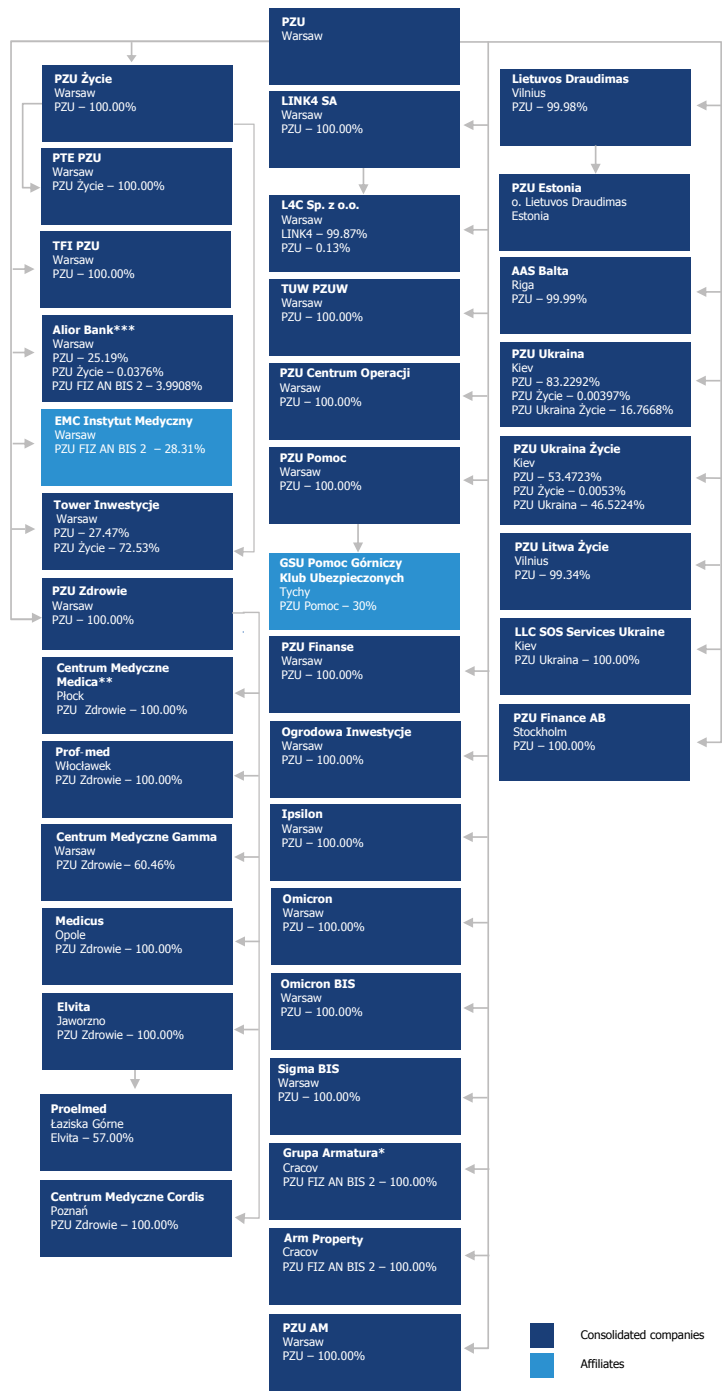 PZU
Warsaw
PZU Życie
Warsaw
PZU – 100.00%
PTE PZU
Warsaw
PZU Życie – 100.00%
TFI PZU
Warsaw
PZU – 100.00%
Alior Bank***
Warsaw
PZU – 25.19%
PZU Życie – 0.0376%
PZU FIZ AN BIS 2 – 3.9908%
EMC Instytut Medyczny
Warsaw
PZU FIZ AN BIS 2 – 28.31%
Tower Inwestycje
Warsaw
PZU – 27.47%
PZU Życie – 72.53%
PZU Zdrowie
Warsaw
PZU – 100.00%
Centrum Medyczne
Medica**
Płock
PZU Zdrowie – 100.00%
Prof-med
Włocławek
PZU Zdrowie – 100.00%
Centrum Medyczne Gamma
Warsaw
PZU Zdrowie – 60.46%
Medicus
Opole
PZU Zdrowie – 100.00%
Elvita
Jaworzno
PZU Zdrowie – 100.00%
Proelmed
Łaziska Górne
Elvita – 57.00%
Centrum Medyczne Cordis
Poznań
PZU Zdrowie – 100.00%
LINK4 SA
Warsaw
PZU – 100.00%
L4C Sp. z o.o.
Warsaw
LINK4 – 99.87%
PZU – 0.13%
TUW PZUW
Warsaw
PZU – 100.00%
PZU Centrum Operacji
Warsaw
PZU – 100.00%
PZU Pomoc
Warsaw
PZU – 100.00%
GSU Pomoc Górniczy
Klub Ubezpieczonych
Tychy
PZU Pomoc – 30%
PZU Finanse
Warsaw
PZU – 100.00%
Ogrodowa Inwestycje
Warsaw
PZU – 100.00%
Ipsilon
Warsaw
PZU – 100.00%
Omicron
Warsaw
PZU – 100.00%
Omicron BIS
Warsaw
PZU – 100.00%
Sigma BIS
Warsaw
PZU – 100.00%
Grupa Armatura*
Cracov
PZU FIZ AN BIS 2 – 100.00%
Arm Property
Cracov
PZU FIZ AN BIS 2 – 100.00%
PZU AM
Warsaw
PZU – 100.00%
Lietuvos Draudimas
Vilnius
PZU – 99.98%
PZU Estonia
o. Lietuvos Draudimas
Estonia
AAS Balta
Riga
PZU – 99.99%
PZU Ukraina
Kiev
PZU – 83.2292%
PZU Życie – 0.00397%
PZU Ukraina Życie – 16.7668%
PZU Ukraina Życie
Kiev
PZU – 53.4723%
PZU Życie – 0.0053%
PZU Ukraina – 46.5224%
PZU Litwa Życie
Vilnius
PZU – 99.34%
LLC SOS Services Ukraine
Kiev
PZU Ukraina – 100.00%
PZU Finance AB
Stockholm
PZU – 100.00%
Consolidated companies
Affiliates